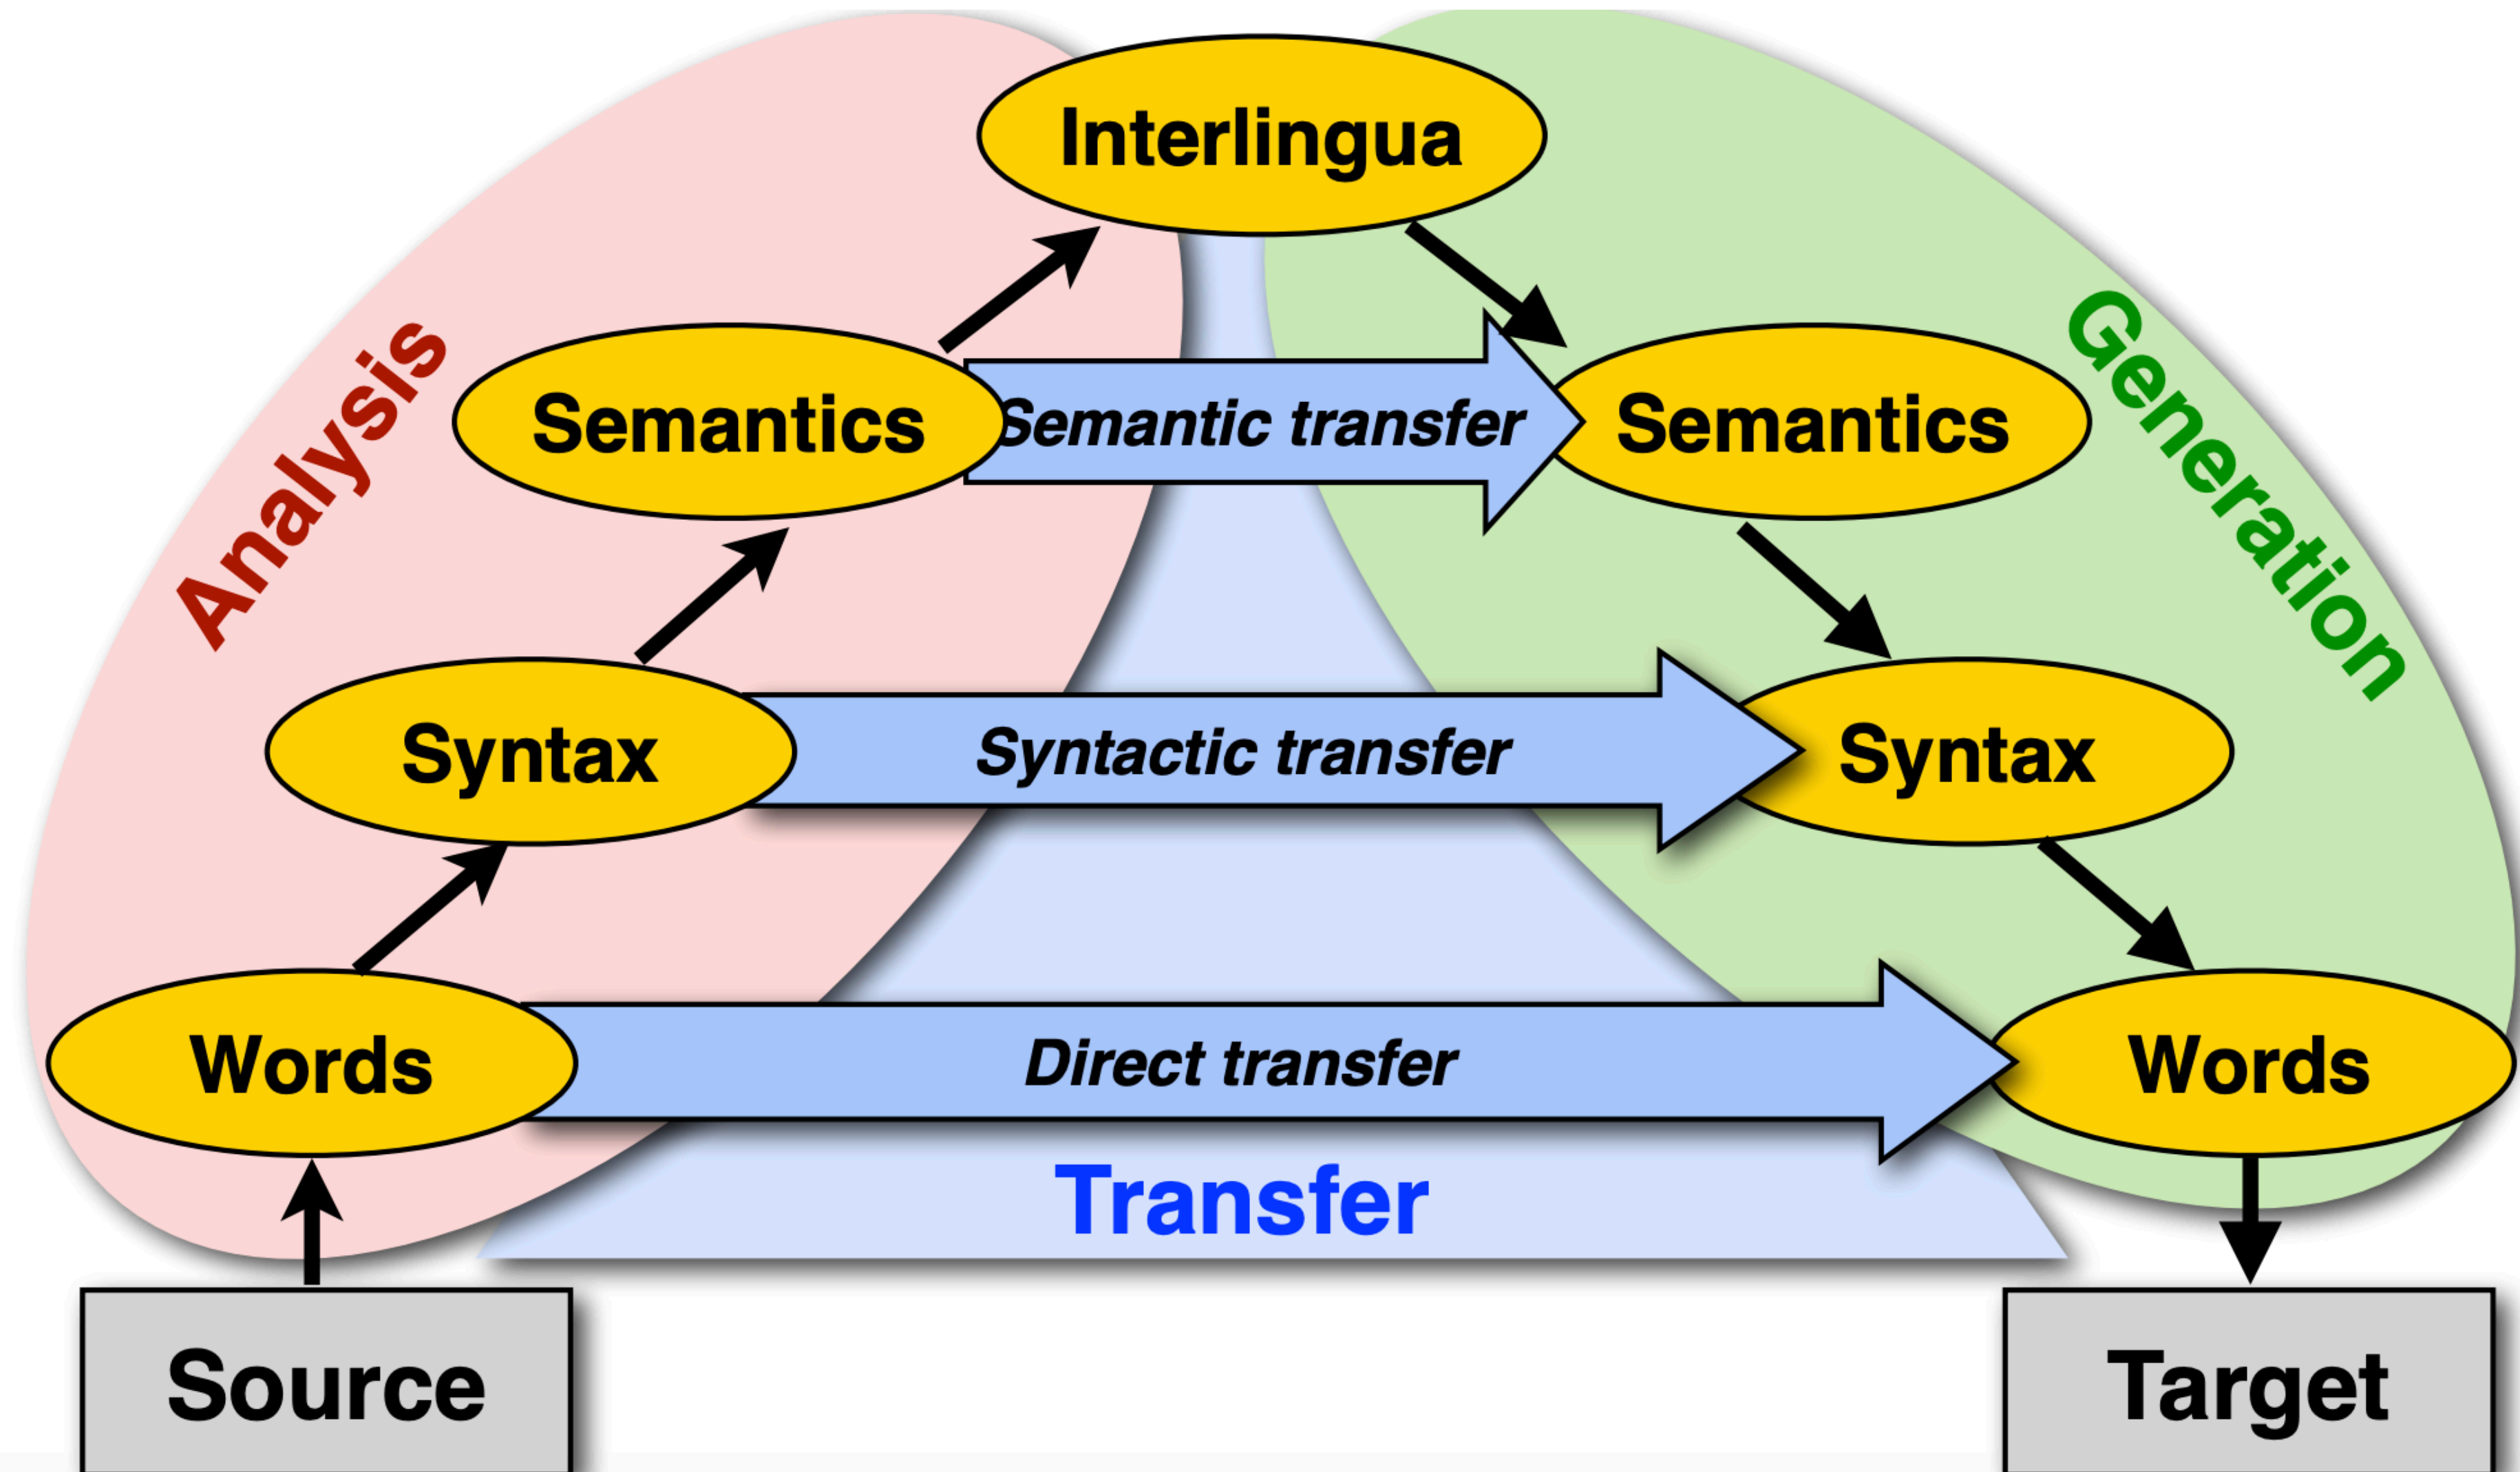 Interlingua
Analysis
Generation
Semantics
Semantic transfer
Semantics
Syntax
Syntactic transfer
Syntax
Words
Direct transfer
Words
Transfer
Source
Target